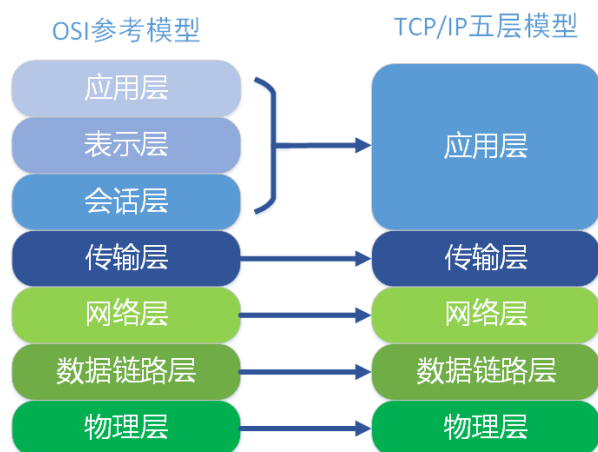 OSI参考模型
应用层
表示层
会话层
传输层
网络层
数据链路层
物理层
TCP/IP五层模型
应用层
传输层
网络层
数据链路层
物理层